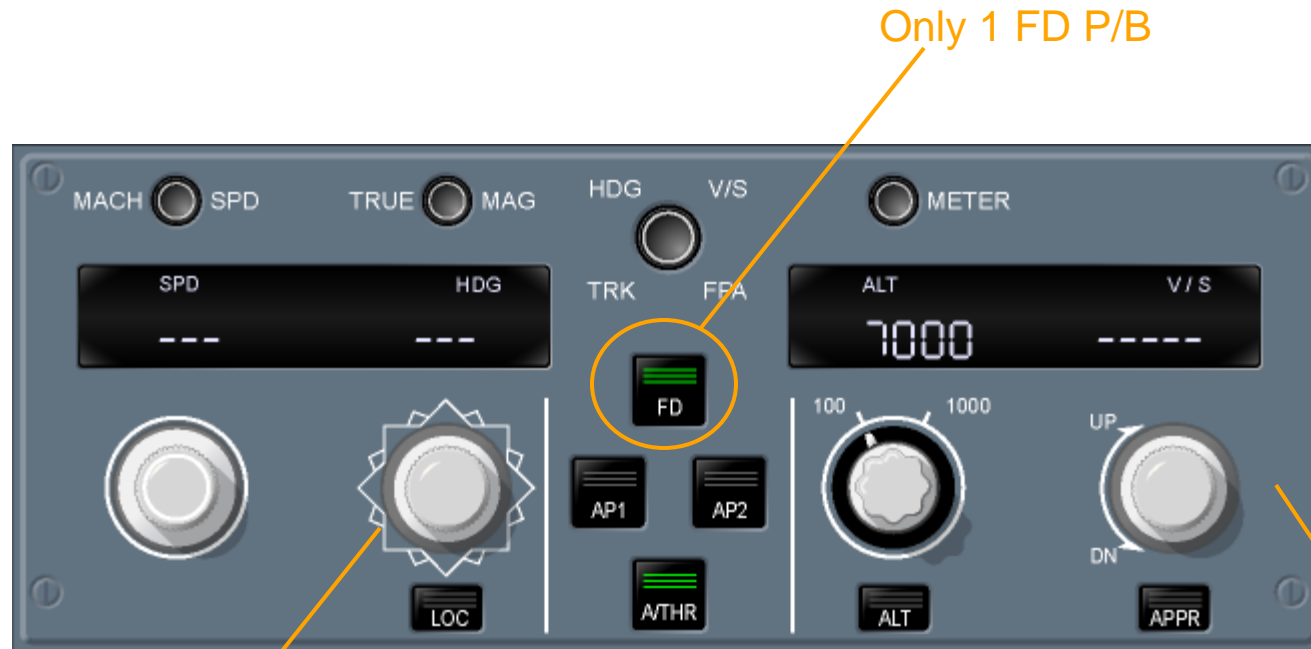 Only 1 FD P/B
MACH SPD TRUE MAG HDG V/S METER
SPD HDG TRK FPA ALT V/S
--- --- 7000 -----
FD
100 1000
UP
AP1 AP2
DN
LOC A/THR ALT APPR